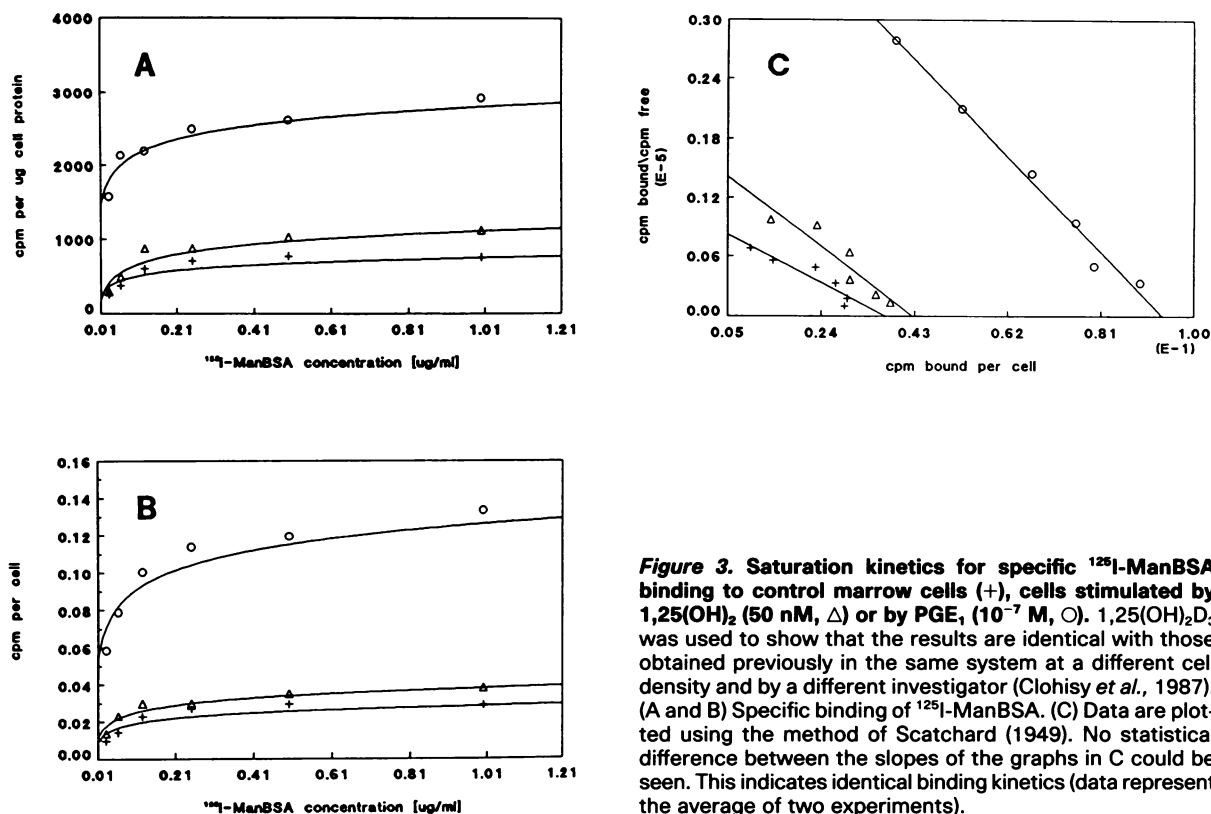 4000
3000
2000
1000
0
cpm per ug cell protein
A
0.01 0.21 0.41 0.61 0.81 1.01 1.21
¹²⁵I-ManBSA concentration [ug/ml]
0.30
0.24
0.18
0.12
0.06
0.00
cpm bound\cpm free
(E-5)
C
0.05 0.24 0.43 0.62 0.81 1.00
(E-1)
cpm bound per cell
0.16
0.14
0.12
0.10
0.08
0.06
0.04
0.02
0.00
cpm per cell
B
0.01 0.21 0.41 0.61 0.81 1.01 1.21
¹²⁵I-ManBSA concentration [ug/ml]
Figure 3. Saturation kinetics for specific ¹²⁵I-ManBSA
binding to control marrow cells (+), cells stimulated by
1,25(OH)₂ (50 nM, △) or by PGE₁ (10⁻⁷ M, ○). 1,25(OH)₂D₃
was used to show that the results are identical with those
obtained previously in the same system at a different cell
density and by a different investigator (Clohisy et al., 1987).
(A and B) Specific binding of ¹²⁵I-ManBSA. (C) Data are plot-
ted using the method of Scatchard (1949). No statistical
difference between the slopes of the graphs in C could be
seen. This indicates identical binding kinetics (data represent
the average of two experiments).